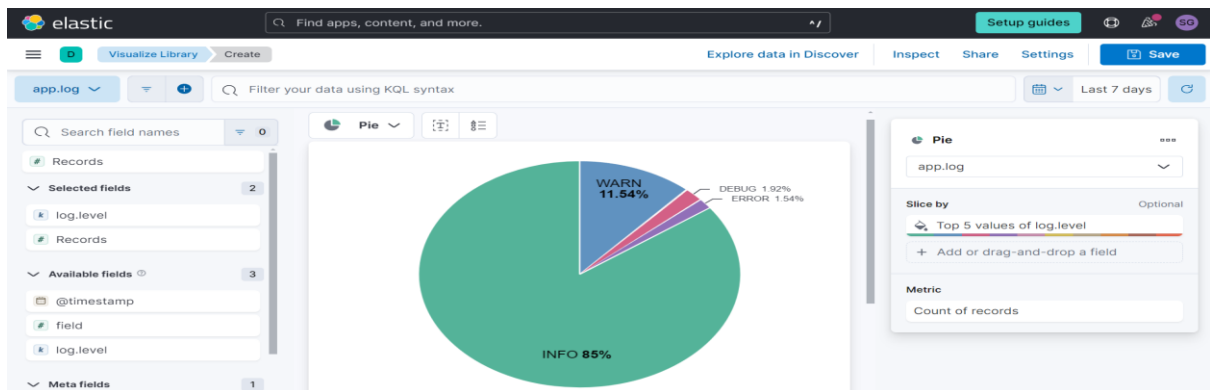 elastic
Find apps, content, and more.
^/
Setup guides
SG
D
Visualize Library
Create
Explore data in Discover
Inspect
Share
Settings
Save
app.log
Filter your data using KQL syntax
Last 7 days
Search field names
0
# Records
Selected fields
2
k log.level
# Records
Available fields
3
@timestamp
# field
k log.level
Meta fields
1
Pie
WARN
11.54%
DEBUG 1.92%
ERROR 1.54%
INFO 85%
Pie
app.log
Slice by
Optional
Top 5 values of log.level
+ Add or drag-and-drop a field
Metric
Count of records